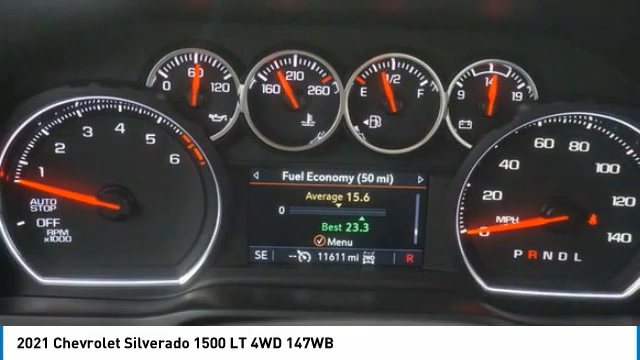 0 60 120
160 210 260
E 1/2 F
9 14 19
1 2 3 4 5 6
AUTO
STOP
OFF
RPM
x1000
Fuel Economy (50 mi)
Average 15.6
0
Best 23.3
Menu
SE -- 11611 mi 2WD R
20 40 60 80 100 120 140
MPH
P R N D L
2021 Chevrolet Silverado 1500 LT 4WD 147WB